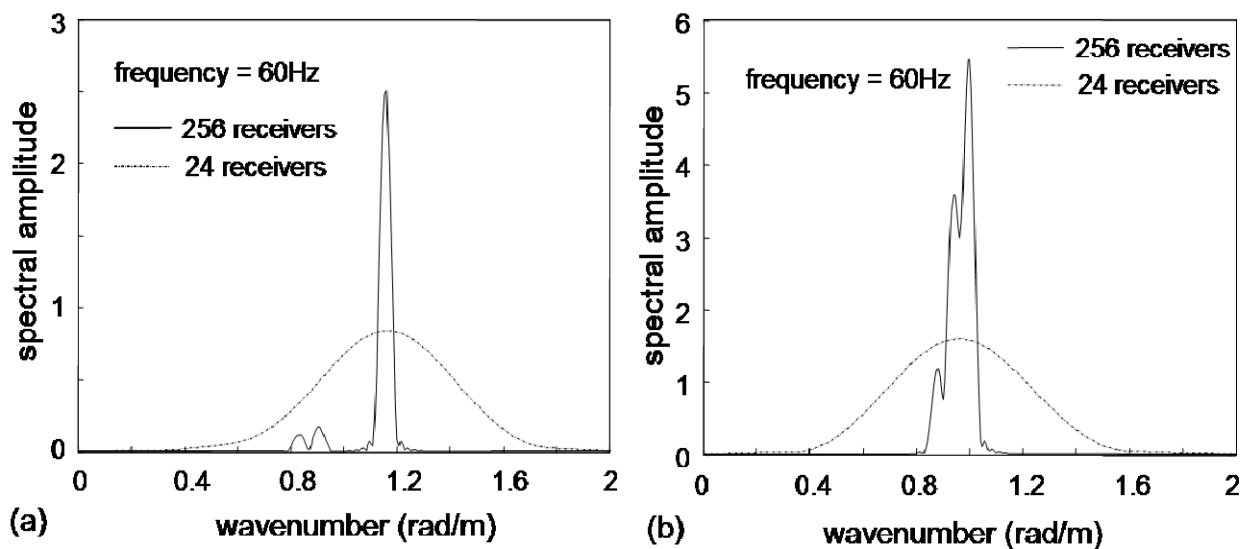 3
2
1
0
spectral amplitude
frequency = 60Hz
256 receivers
24 receivers
0 0.4 0.8 1.2 1.6 2
wavenumber (rad/m)
(a)
6
5
4
3
2
1
0
spectral amplitude
256 receivers
24 receivers
frequency = 60Hz
0 0.4 0.8 1.2 1.6 2
wavenumber (rad/m)
(b)